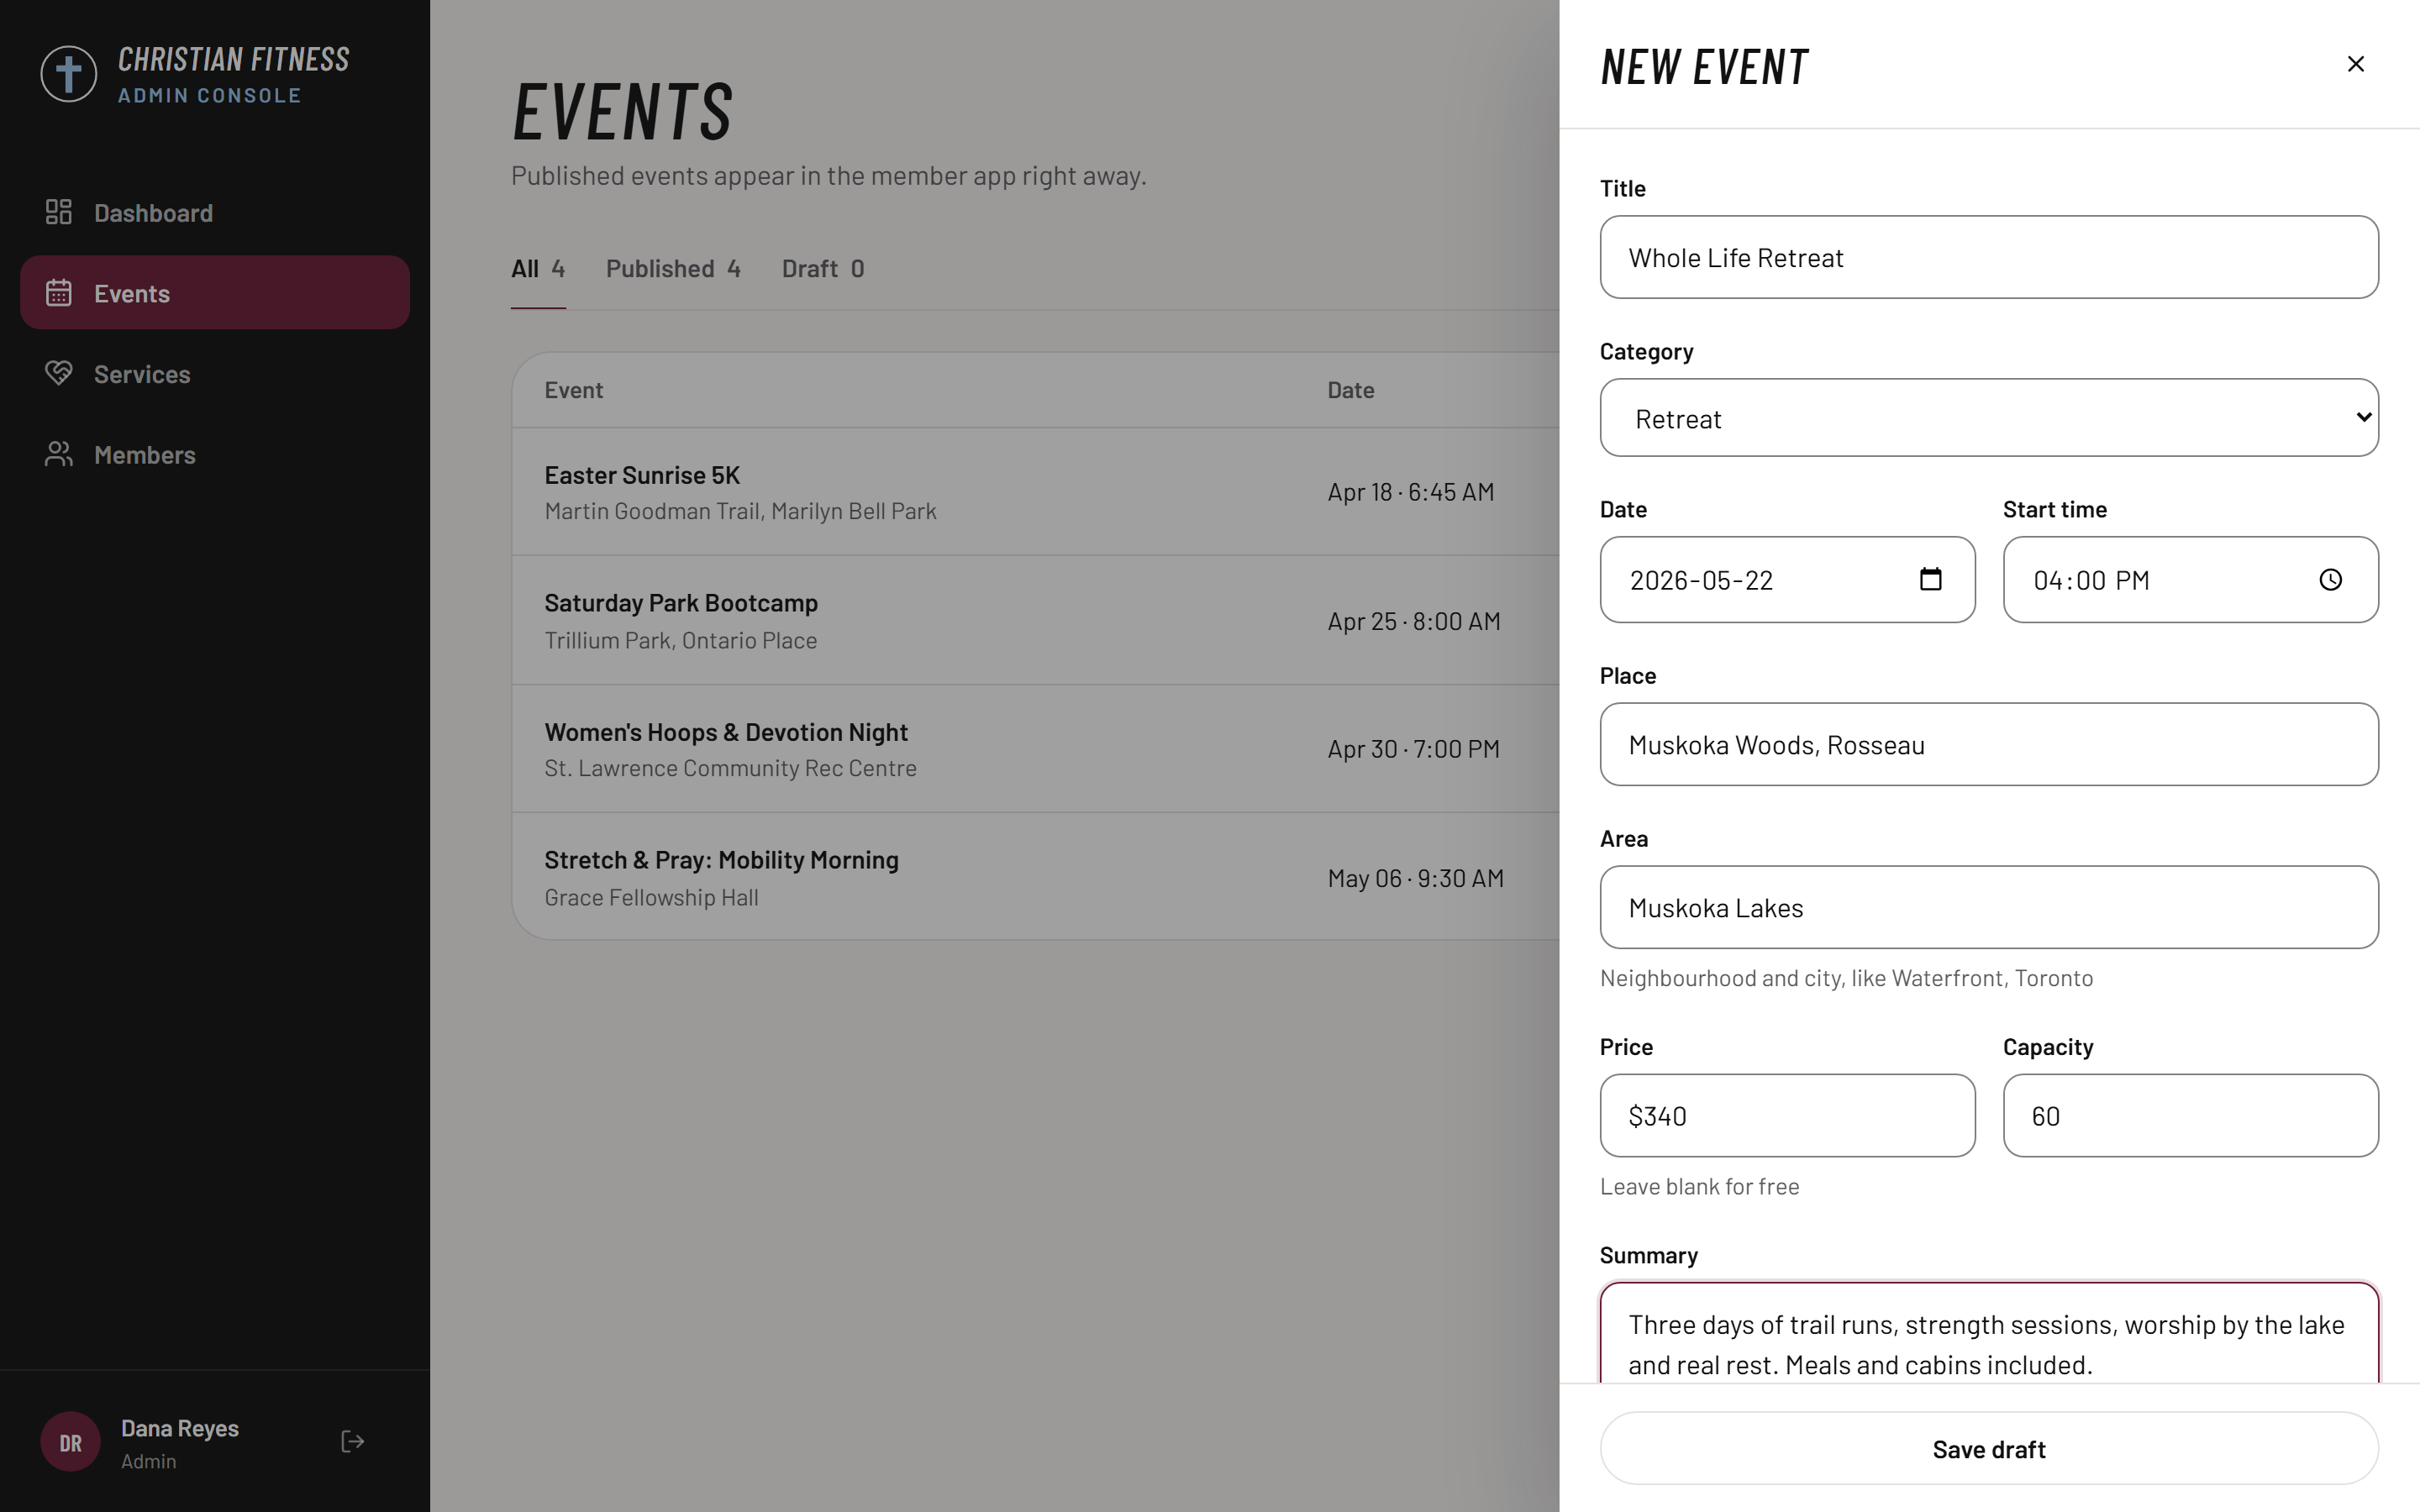 CHRISTIAN FITNESS
ADMIN CONSOLE
Dashboard
Events
Services
Members
DR
Dana Reyes
Admin
EVENTS
Published events appear in the member app right away.
All 4 Published 4 Draft 0
Event Date
Easter Sunrise 5K
Martin Goodman Trail, Marilyn Bell Park
Apr 18 · 6:45 AM
Saturday Park Bootcamp
Trillium Park, Ontario Place
Apr 25 · 8:00 AM
Women's Hoops & Devotion Night
St. Lawrence Community Rec Centre
Apr 30 · 7:00 PM
Stretch & Pray: Mobility Morning
Grace Fellowship Hall
May 06 · 9:30 AM
NEW EVENT
Title
Whole Life Retreat
Category
Retreat
Date Start time
2026-05-22 04:00 PM
Place
Muskoka Woods, Rosseau
Area
Muskoka Lakes
Neighbourhood and city, like Waterfront, Toronto
Price Capacity
$340 60
Leave blank for free
Summary
Three days of trail runs, strength sessions, worship by the lake
and real rest. Meals and cabins included.
Save draft